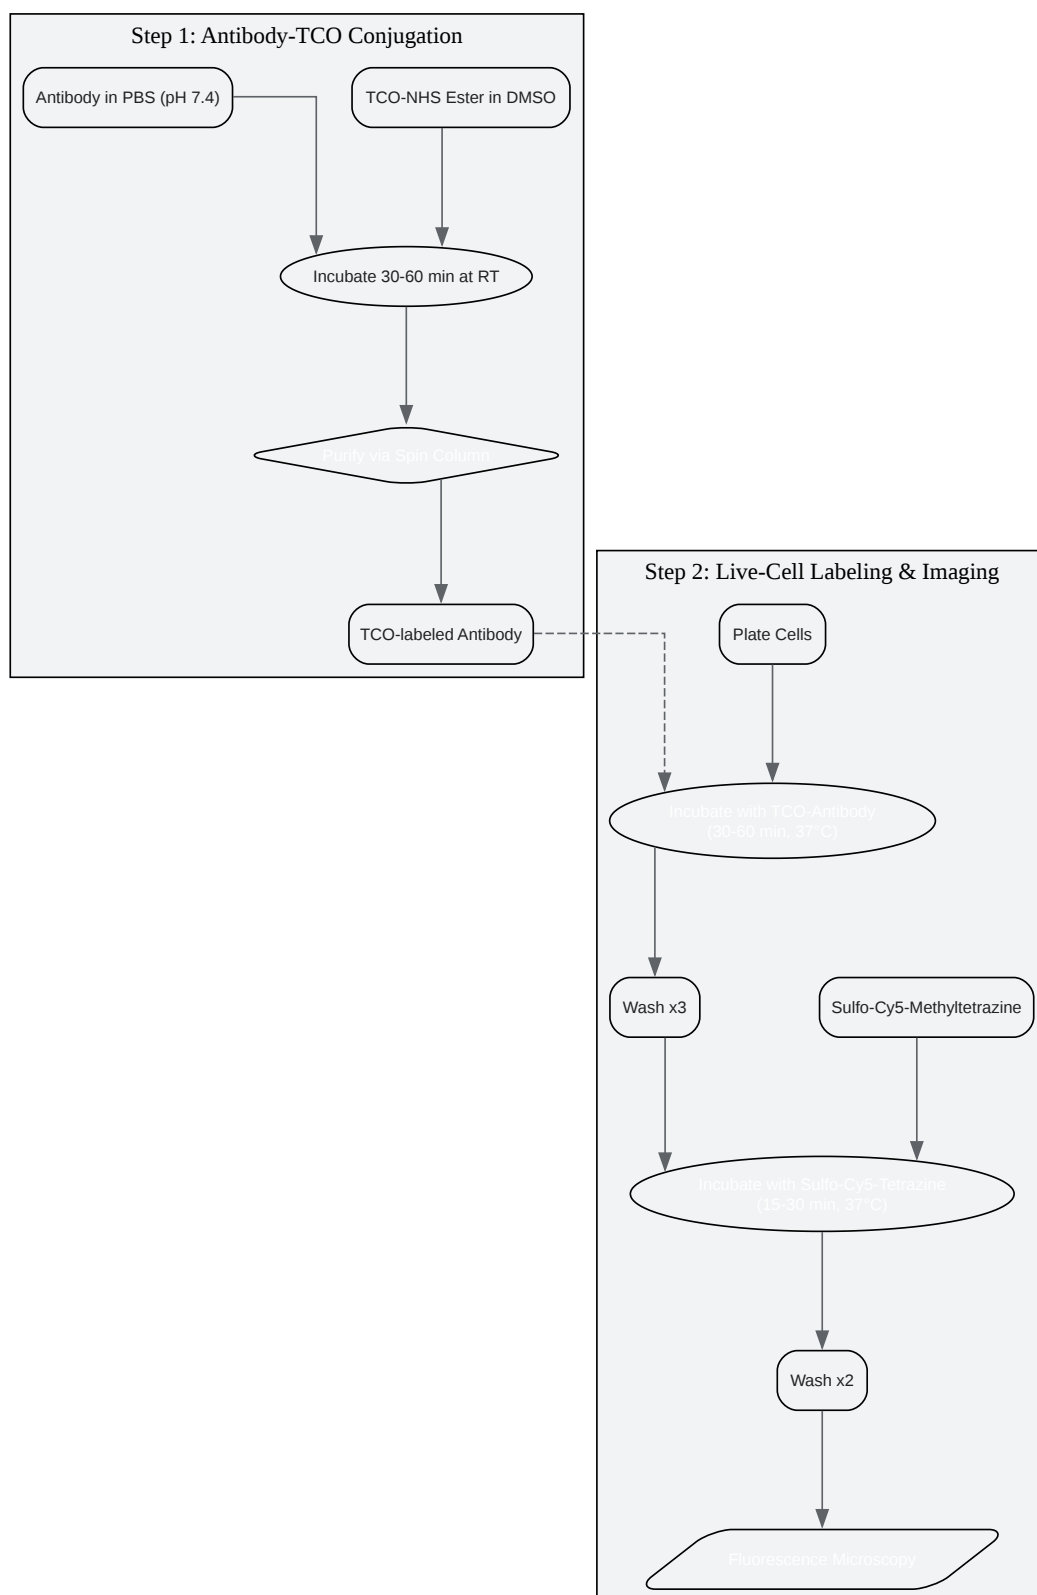 Step 1: Antibody-TCO Conjugation
Antibody in PBS (pH 7.4)
TCO-NHS Ester in DMSO
Incubate 30-60 min at RT
Purify via Spin Column
TCO-labeled Antibody
Step 2: Live-Cell Labeling & Imaging
Plate Cells
Incubate with TCO-Antibody
(30-60 min, 37°C)
Wash x3
Sulfo-Cy5-Methyltetrazine
Incubate with Sulfo-Cy5-Tetrazine
(15-30 min, 37°C)
Wash x2
Fluorescence Microscopy